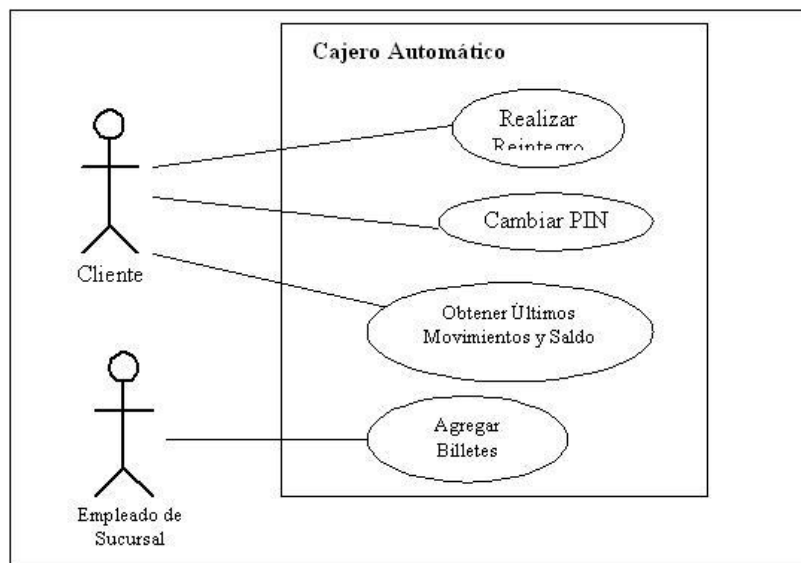 Cajero Automático
Realizar
Reintegro
Cambiar PIN
Cliente
Obtener Últimos
Movimientos y Saldo
Agregar
Billetes
Empleado de
Sucursal